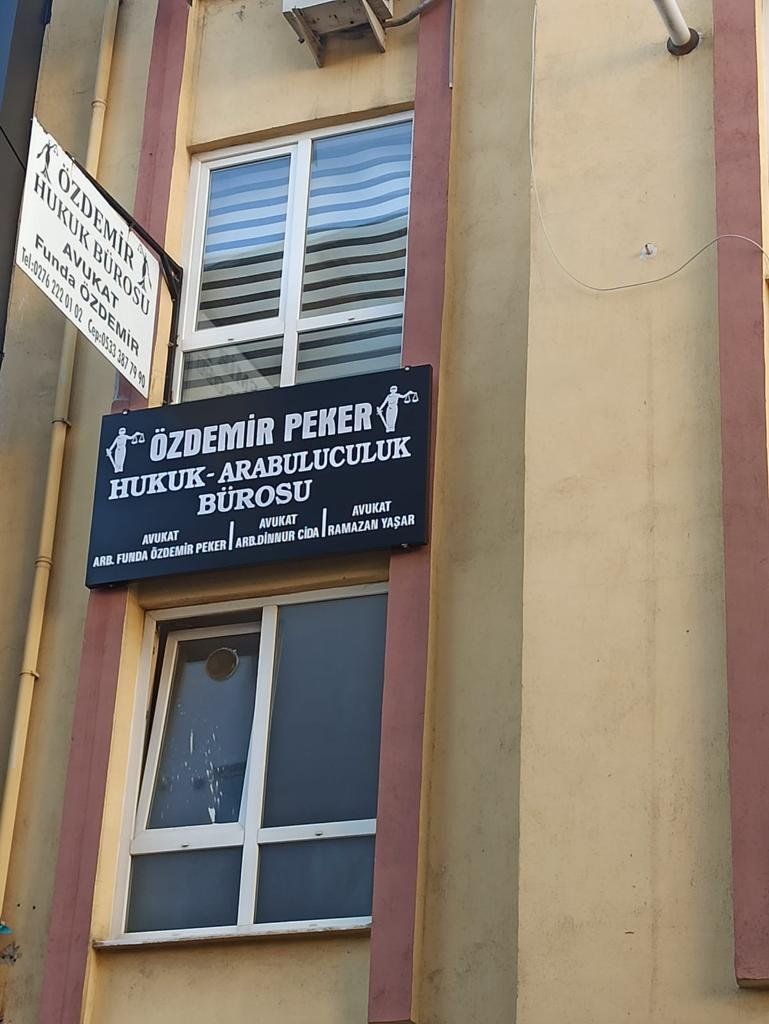 ÖZDEMİR
HUKUK BÜROSU
AVUKAT
Funda ÖZDEMİR
Tel:0276 222 01 02 Cep:0533 387 79 90
ÖZDEMİR PEKER
HUKUK - ARABULUCULUK
BÜROSU
AVUKAT
ARB. FUNDA ÖZDEMİR PEKER
AVUKAT
ARB.DİNNUR CİDA
AVUKAT
RAMAZAN YAŞAR